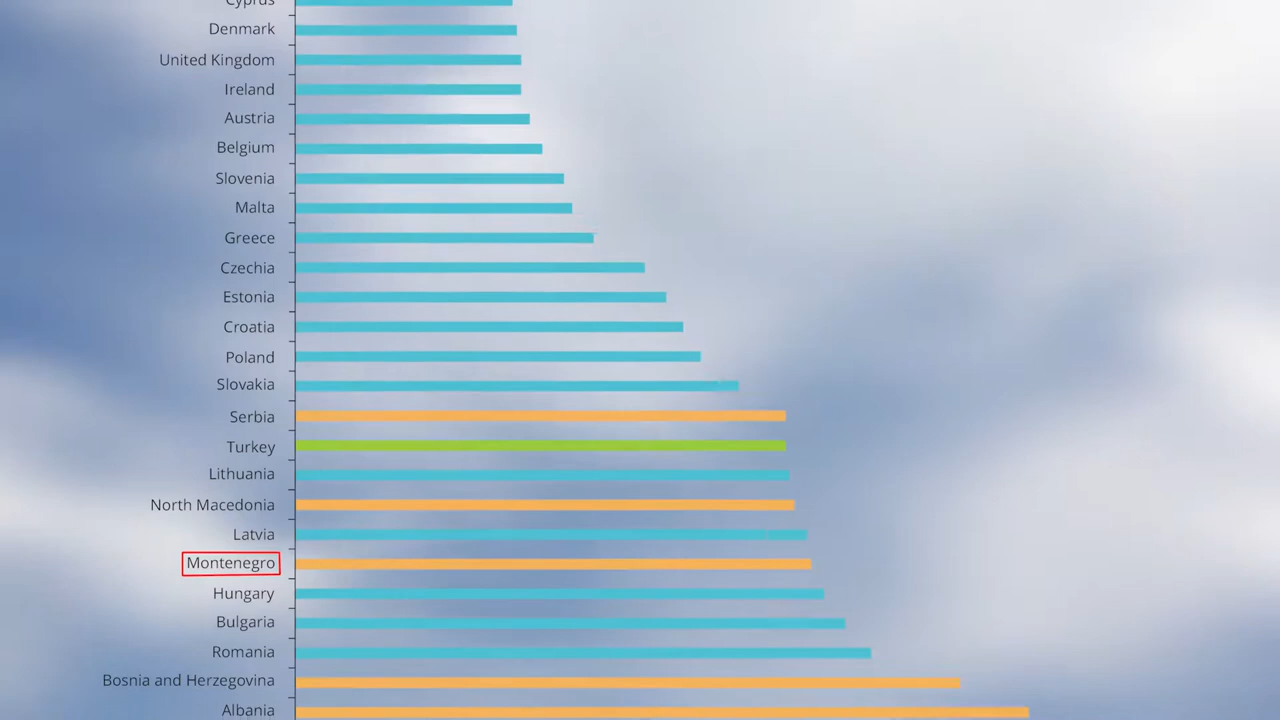 Cyprus
Denmark
United Kingdom
Ireland
Austria
Belgium
Slovenia
Malta
Greece
Czechia
Estonia
Croatia
Poland
Slovakia
Serbia
Turkey
Lithuania
North Macedonia
Latvia
Montenegro
Hungary
Bulgaria
Romania
Bosnia and Herzegovina
Albania